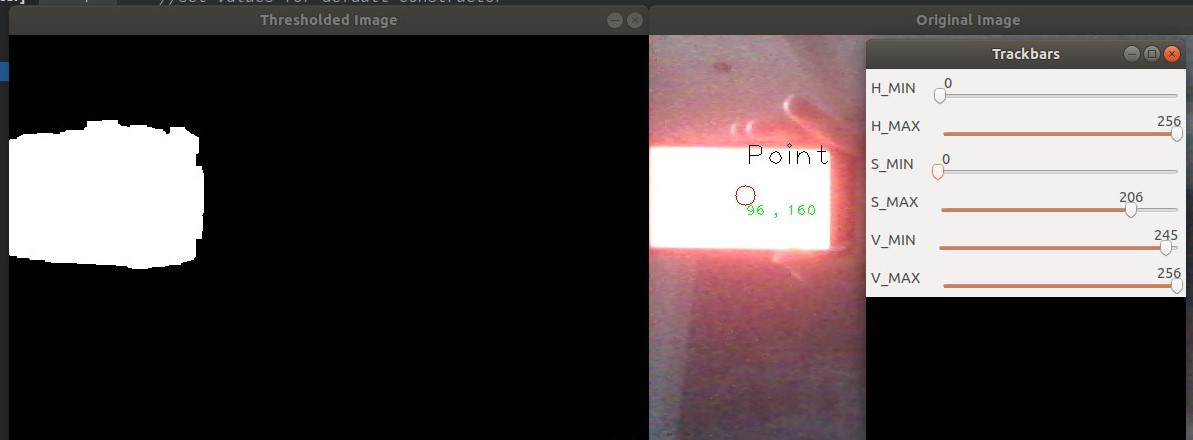 //Set values for default constructor
Thresholded Image
Original Image
Trackbars
H_MIN 0
H_MAX 256
S_MIN 0
S_MAX 206
V_MIN 245
V_MAX 256
Point
96 , 160